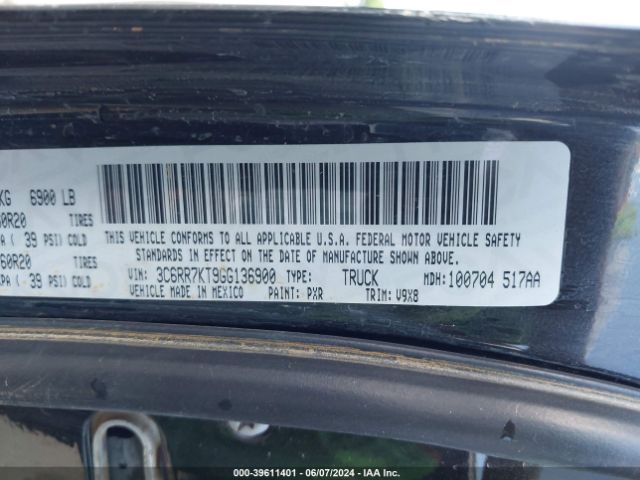 KG 6900 LB
60R20 TIRES
PA ( 39 PSI) COLD
60R20 TIRES
KPA ( 39 PSI) COLD
THIS VEHICLE CONFORMS TO ALL APPLICABLE U.S.A. FEDERAL MOTOR VEHICLE SAFETY
STANDARDS IN EFFECT ON THE DATE OF MANUFACTURE SHOWN ABOVE.
VIN: 3C6RR7KT9GG136900 TYPE: TRUCK MDH: 100704 517AA
VEHICLE MADE IN MEXICO PAINT: PXR TRIM: V9X8
000-39611401 - 06/07/2024 - IAA Inc.